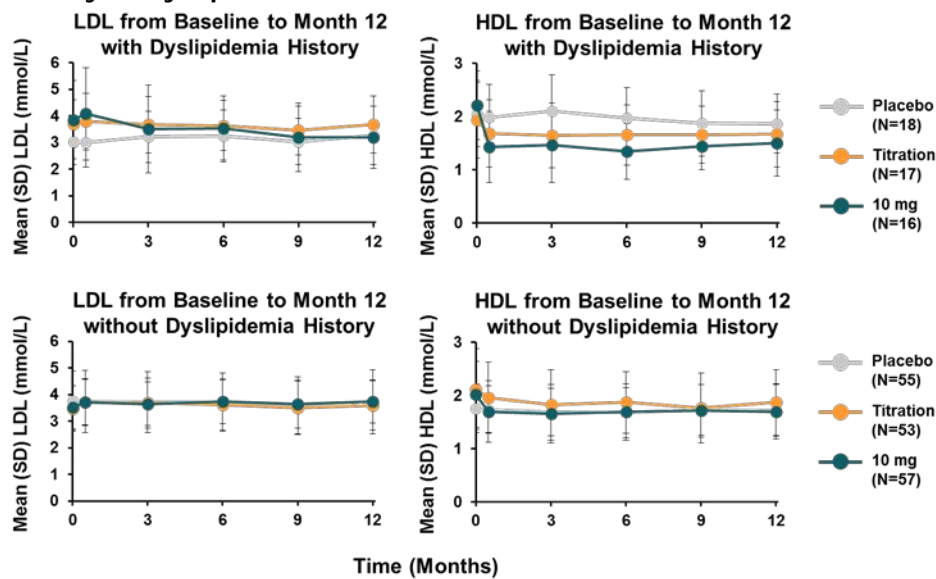 LDL from Baseline to Month 12
with Dyslipidemia History
Mean (SD) LDL (mmol/L)
6
5
4
3
2
1
0
0 3 6 9 12
HDL from Baseline to Month 12
with Dyslipidemia History
Mean (SD) HDL (mmol/L)
3
2
1
0
0 3 6 9 12
Placebo
(N=18)
Titration
(N=17)
10 mg
(N=16)
LDL from Baseline to Month 12
without Dyslipidemia History
Mean (SD) LDL (mmol/L)
6
5
4
3
2
1
0
0 3 6 9 12
HDL from Baseline to Month 12
without Dyslipidemia History
Mean (SD) HDL (mmol/L)
3
2
1
0
0 3 6 9 12
Placebo
(N=55)
Titration
(N=53)
10 mg
(N=57)
Time (Months)